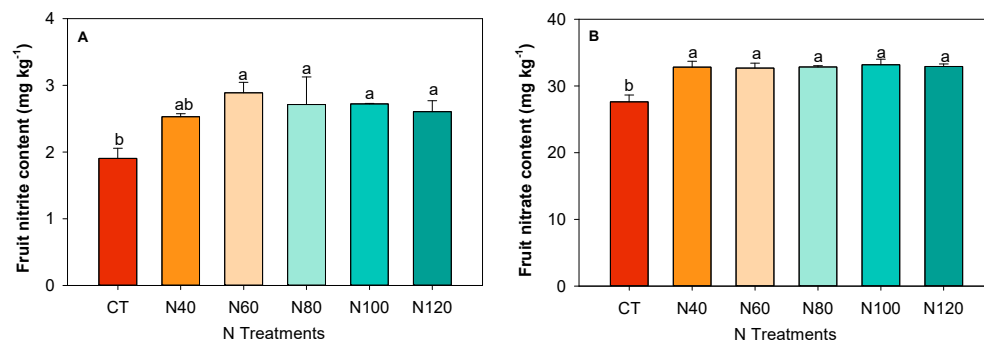 A
Fruit nitrite content (mg kg-1)
4
3
2
1
0
b
ab
a
a
a
a
CT N40 N60 N80 N100 N120
N Treatments
B
Fruit nitrate content (mg kg-1)
40
30
20
10
0
b
a
a
a
a
a
CT N40 N60 N80 N100 N120
N Treatments